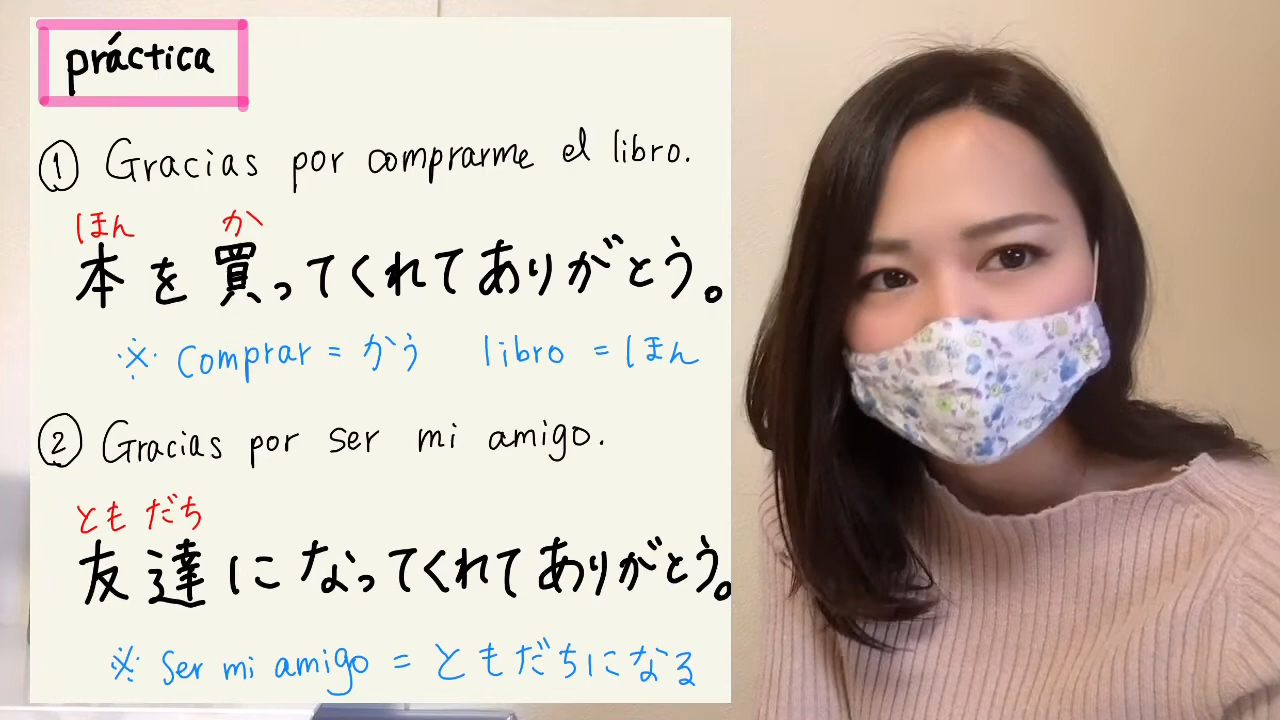 práctica
① Gracias por comprarme el libro.
ほん か
本を買ってくれてありがとう。
※ Comprar = かう libro = ほん
② Gracias por ser mi amigo.
とも だち
友達になってくれてありがとう。
※ Ser mi amigo = ともだちになる